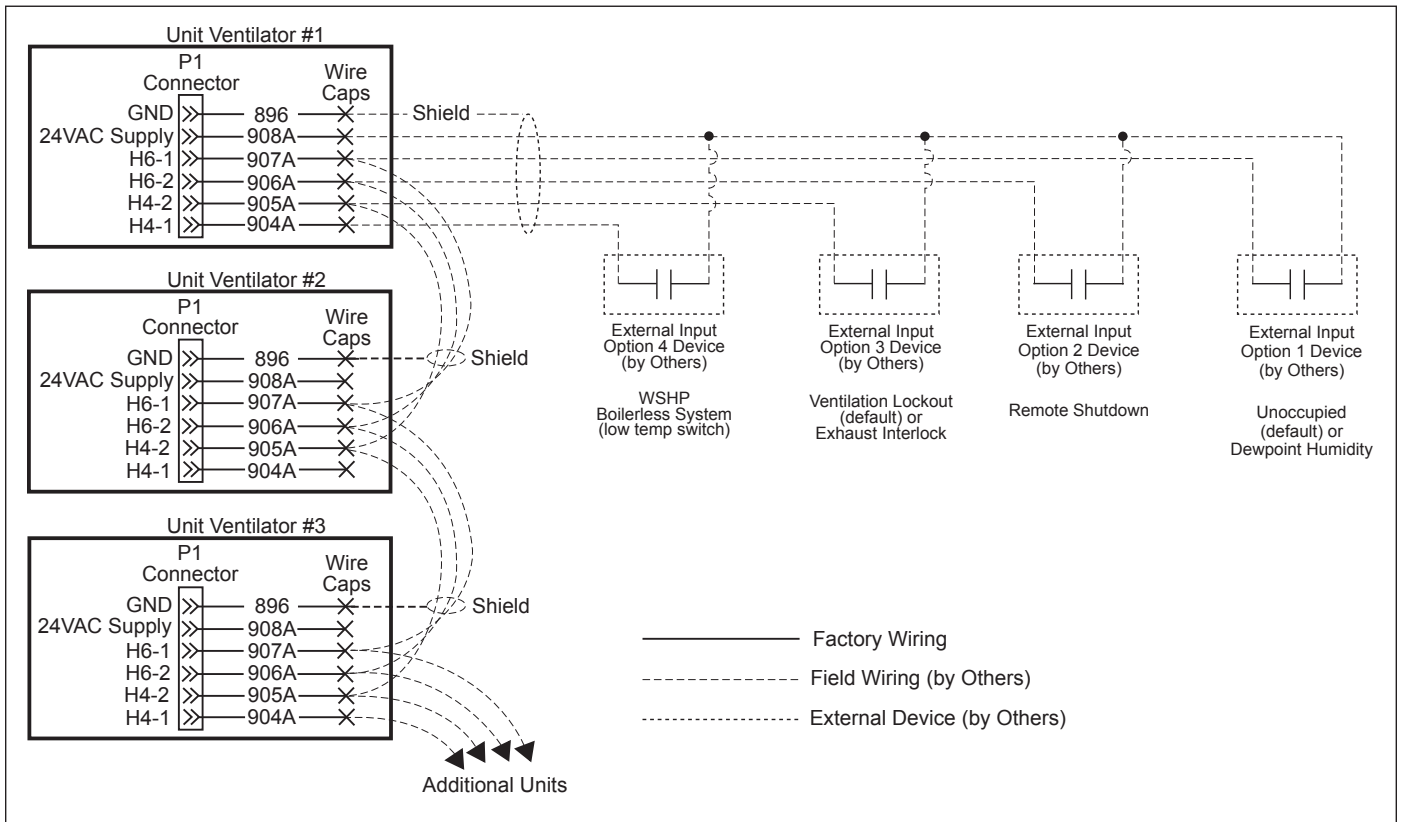 Unit Ventilator #1
P1
Connector
Wire
Caps
GND 896 Shield
24VAC Supply 908A
H6-1 907A
H6-2 906A
H4-2 905A
H4-1 904A
Unit Ventilator #2
P1
Connector
Wire
Caps
GND 896 Shield
24VAC Supply 908A
H6-1 907A
H6-2 906A
H4-2 905A
H4-1 904A
Unit Ventilator #3
P1
Connector
Wire
Caps
GND 896 Shield
24VAC Supply 908A
H6-1 907A
H6-2 906A
H4-2 905A
H4-1 904A
Additional Units
External Input
Option 4 Device
(by Others)
WSHP
Boilerless System
(low temp switch)
External Input
Option 3 Device
(by Others)
Ventilation Lockout
(default) or
Exhaust Interlock
External Input
Option 2 Device
(by Others)
Remote Shutdown
External Input
Option 1 Device
(by Others)
Unoccupied
(default) or
Dewpoint Humidity
Factory Wiring
Field Wiring (by Others)
External Device (by Others)